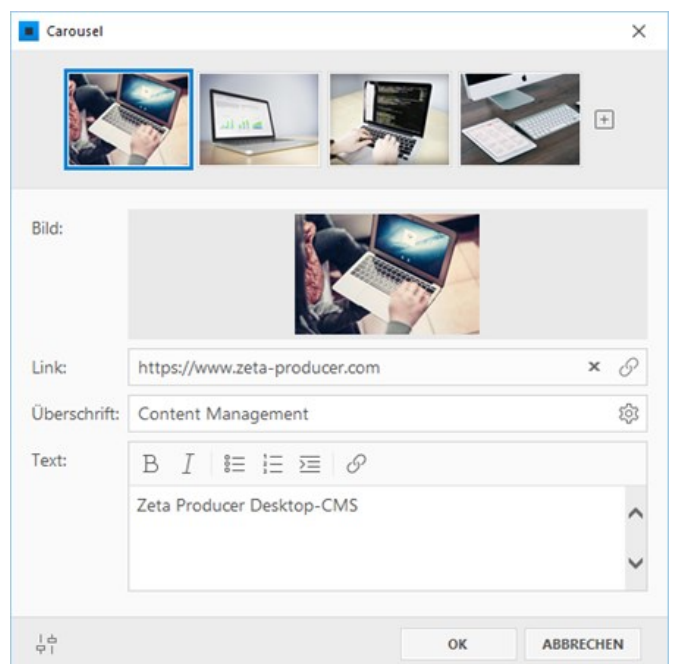 Carousel
Bild:
Link:
https://www.zeta-producer.com
Überschrift:
Content Management
Text:
B I
Zeta Producer Desktop-CMS
OK
ABBRECHEN